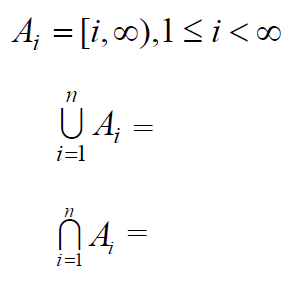 A_i = [i, ∞), 1 ≤ i < ∞
n
⋃ A_i =
i=1
n
⋂ A_i =
i=1